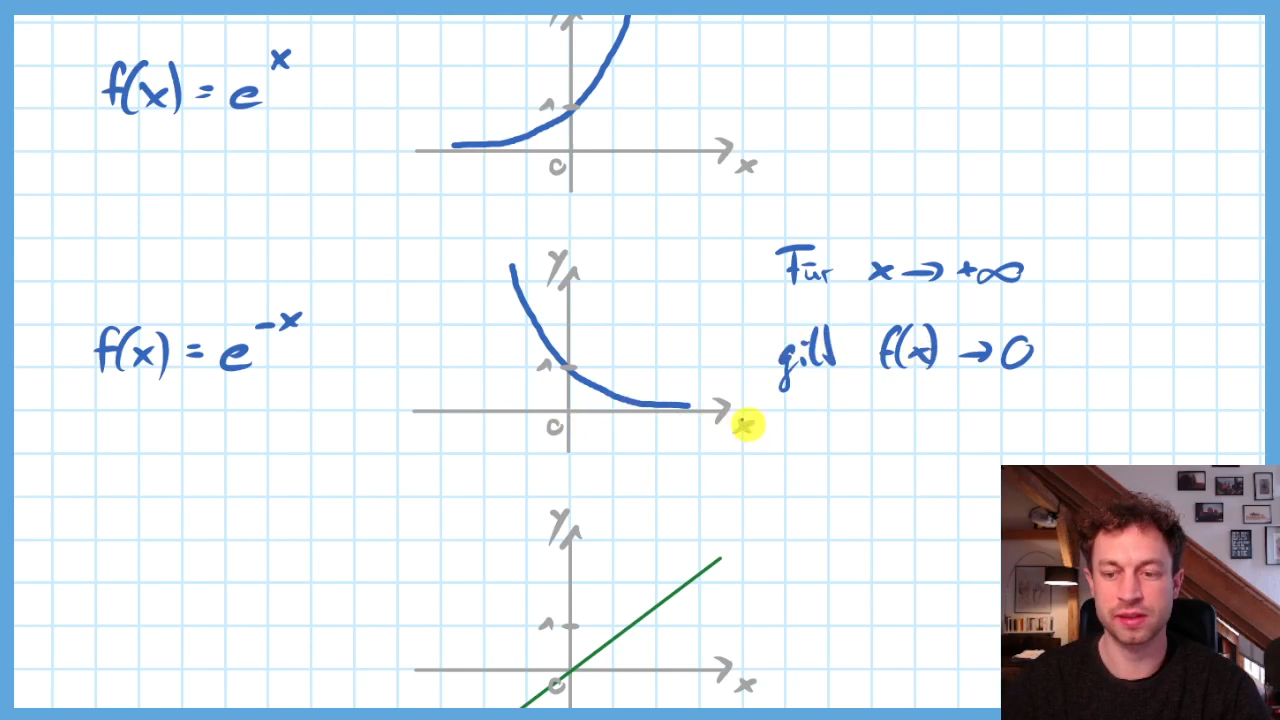 f(x) = e^x
y
1
0
x
f(x) = e^-x
y
1
0
x
Für x → +∞
gilt f(x) → 0
y
1
0
x